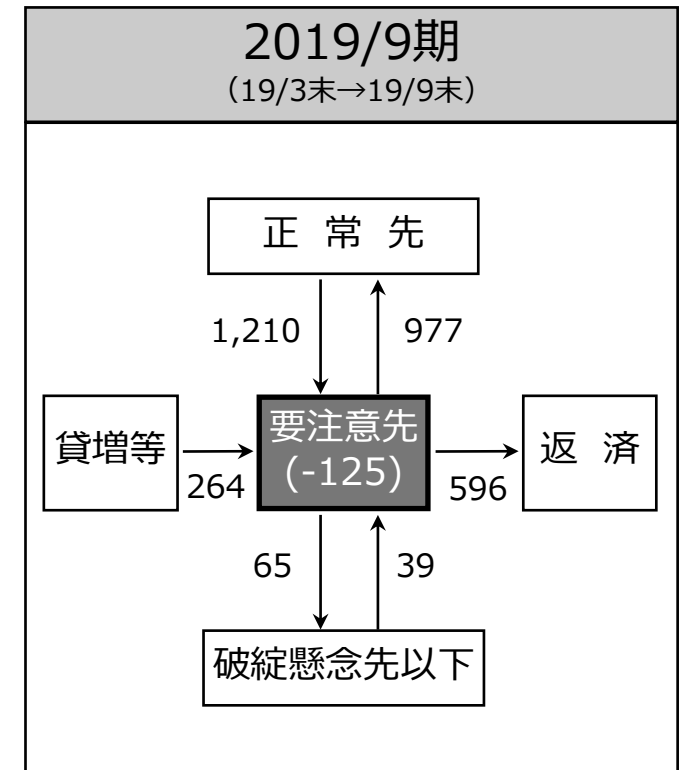 2019/9期
（19/3末→19/9末）
正 常 先
1,210
977
貸増等
264
要注意先
(-125)
596
返 済
65
39
破綻懸念先以下